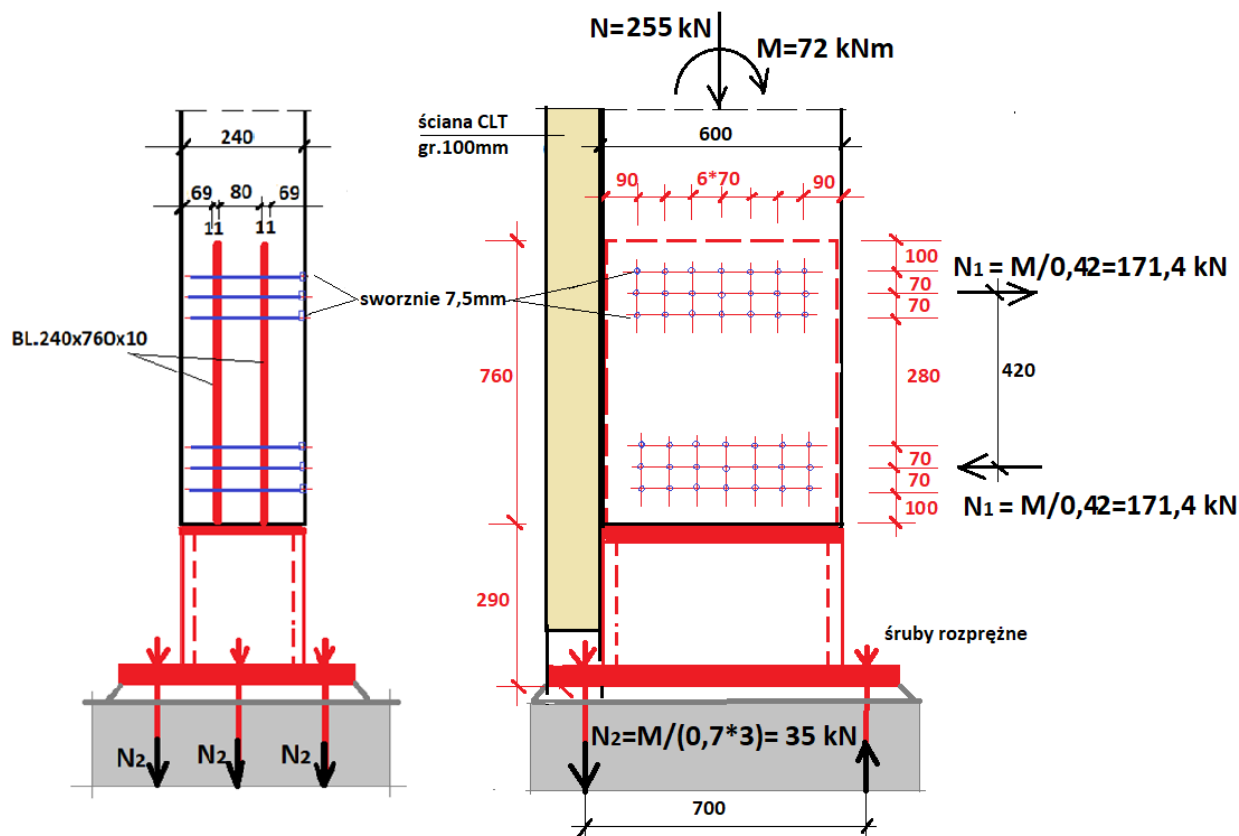 N=255 kN
M=72 kNm
240
69 80 69
11 11
BL.240x760x10
sworznie 7,5mm
N2 N2 N2
ściana CLT
gr.100mm
600
90 6*70 90
760
290
100
70
70
280
70
70
100
N1 = M/0,42=171,4 kN
420
N1 = M/0,42=171,4 kN
śruby rozprężne
N2=M/(0,7*3)= 35 kN
700